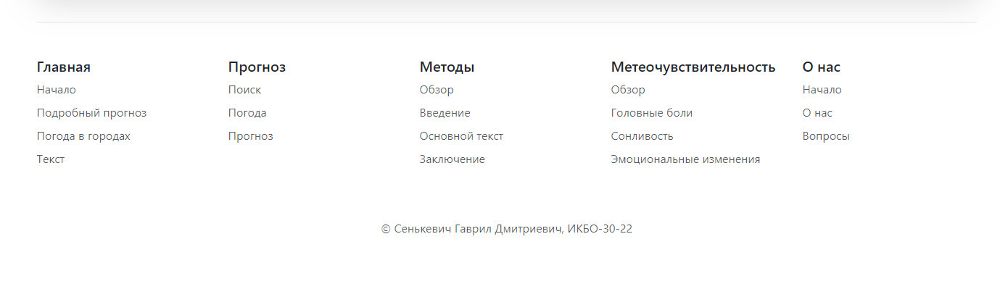 Главная
Начало
Подробный прогноз
Погода в городах
Текст
Прогноз
Поиск
Погода
Прогноз
Методы
Обзор
Введение
Основной текст
Заключение
Метеочувствительность
Обзор
Головные боли
Сонливость
Эмоциональные изменения
О нас
Начало
О нас
Вопросы
© Сенькевич Гаврил Дмитриевич, ИКБО-30-22